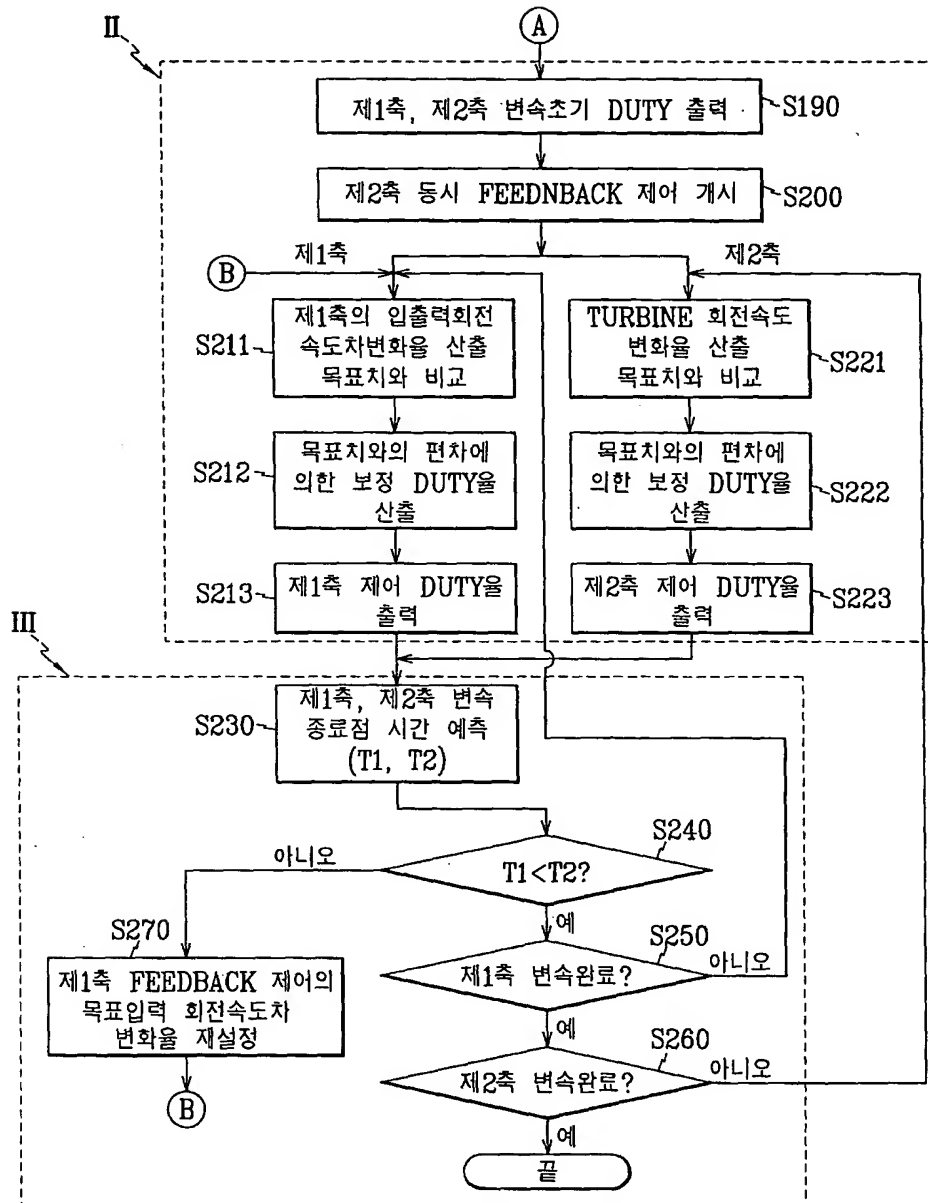 II
A
제1축, 제2축 변속초기 DUTY 출력
S190
제2축 동시 FEEDNBACK 제어 개시
S200
B
제1축
제2축
제1축의 입출력회전
속도차변화율 산출
목표치와 비교
S211
TURBINE 회전속도
변화율 산출
목표치와 비교
S221
목표치와의 편차에
의한 보정 DUTY율
산출
S212
목표치와의 편차에
의한 보정 DUTY율
산출
S222
제1축 제어 DUTY율
출력
S213
제2축 제어 DUTY율
출력
S223
III
제1축, 제2축 변속
종료점 시간 예측
(T1, T2)
S230
S240
T1<T2?
아니오
예
S270
제1축 FEEDBACK 제어의
목표입력 회전속도차
변화율 재설정
B
S250
제1축 변속완료?
아니오
예
S260
제2축 변속완료?
아니오
예
끝